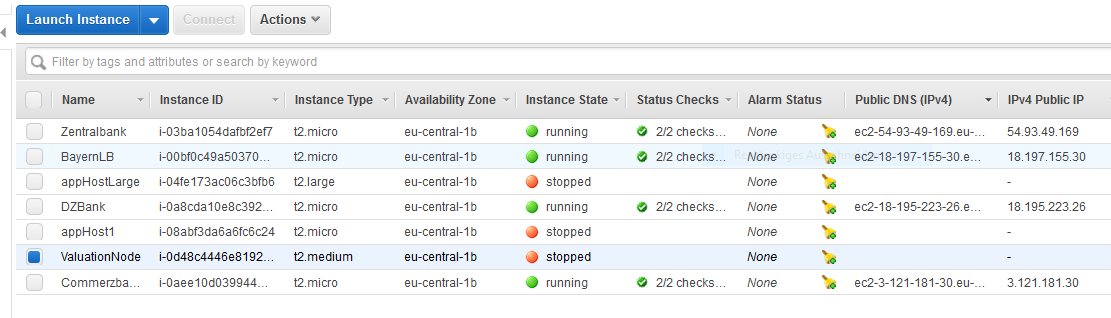 Launch Instance Connect Actions
Filter by tags and attributes or search by keyword
Name Instance ID Instance Type Availability Zone Instance State Status Checks Alarm Status Public DNS (IPv4) IPv4 Public IP
Zentralbank i-03ba1054dafbf2ef7 t2.micro eu-central-1b running 2/2 checks... None ec2-54-93-49-169.eu-... 54.93.49.169
BayernLB i-00bf0c49a50370... t2.micro eu-central-1b running 2/2 checks... None ec2-18-197-155-30.e... 18.197.155.30
appHostLarge i-04fe173ac06c3bfb6 t2.large eu-central-1b stopped None -
DZBank i-0a8cda10e8c392... t2.micro eu-central-1b running 2/2 checks... None ec2-18-195-223-26.e... 18.195.223.26
appHost1 i-08abf3da6a6fc6c24 t2.micro eu-central-1b stopped None -
ValuationNode i-0d48c4446e8192... t2.medium eu-central-1b stopped None -
Commerzba... i-0aee10d039944... t2.micro eu-central-1b running 2/2 checks... None ec2-3-121-181-30.eu-... 3.121.181.30